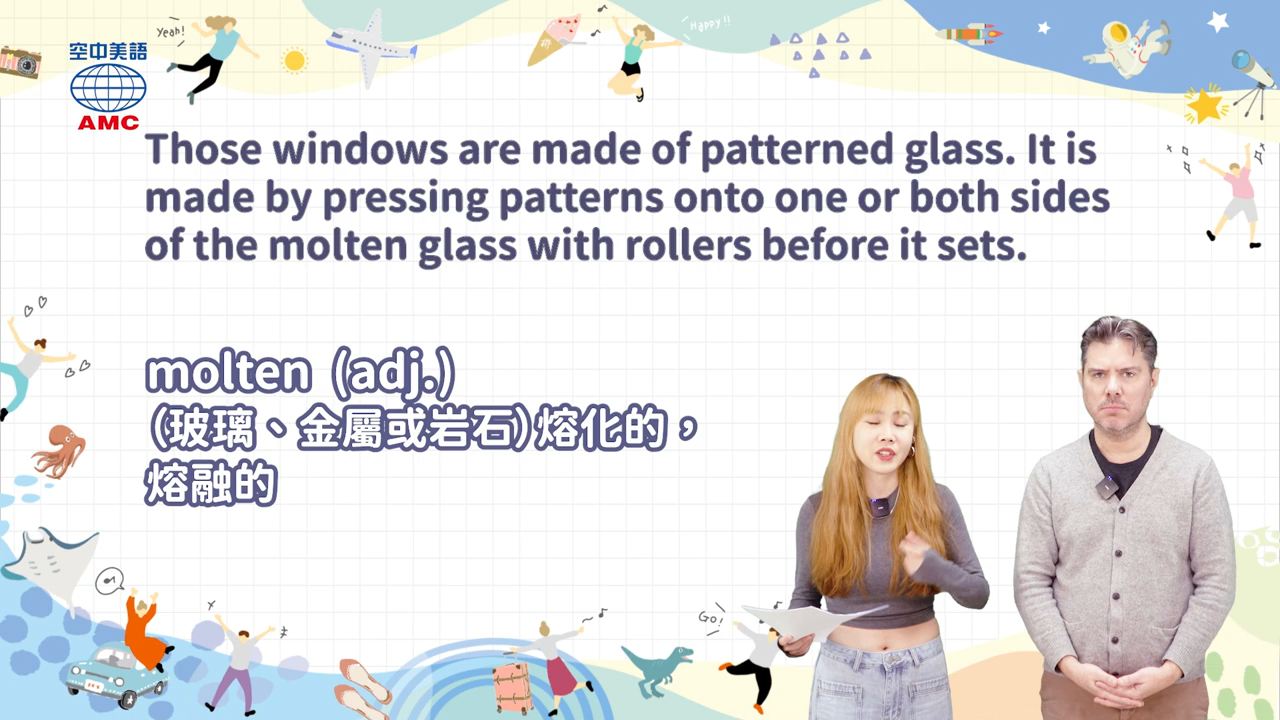 Yeah!
Happy!!
空中美語
AMC
Those windows are made of patterned glass. It is
made by pressing patterns onto one or both sides
of the molten glass with rollers before it sets.
molten (adj.)
(玻璃、金屬或岩石)熔化的，
熔融的
Go!